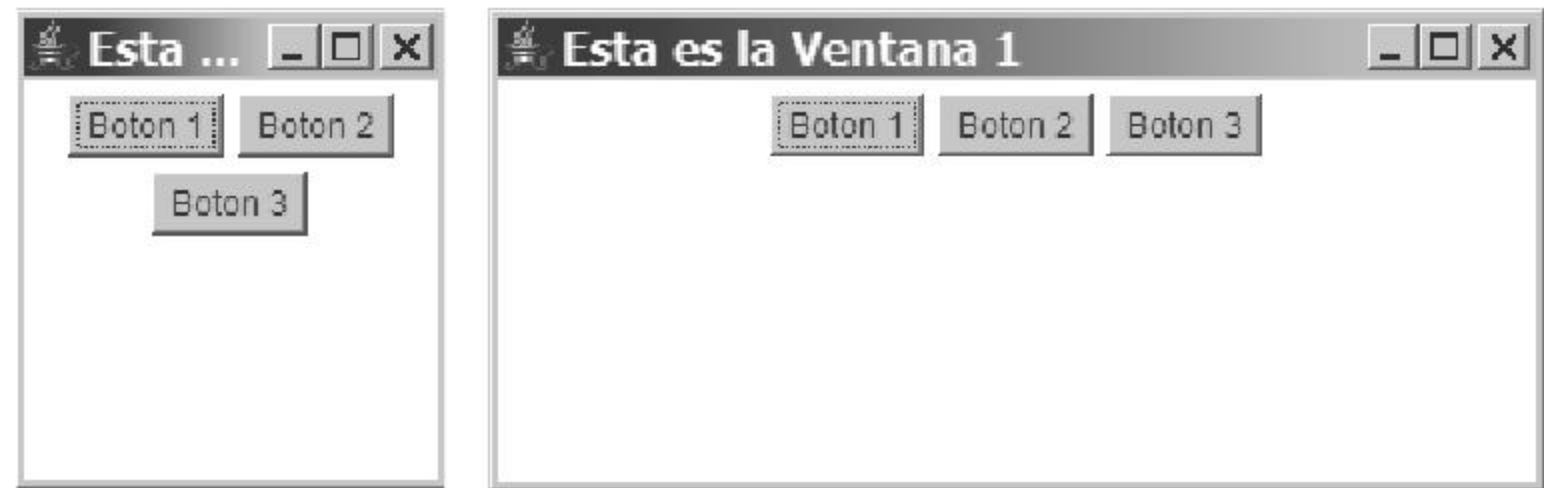 Esta ...
Boton 1 Boton 2
Boton 3
Esta es la Ventana 1
Boton 1 Boton 2 Boton 3